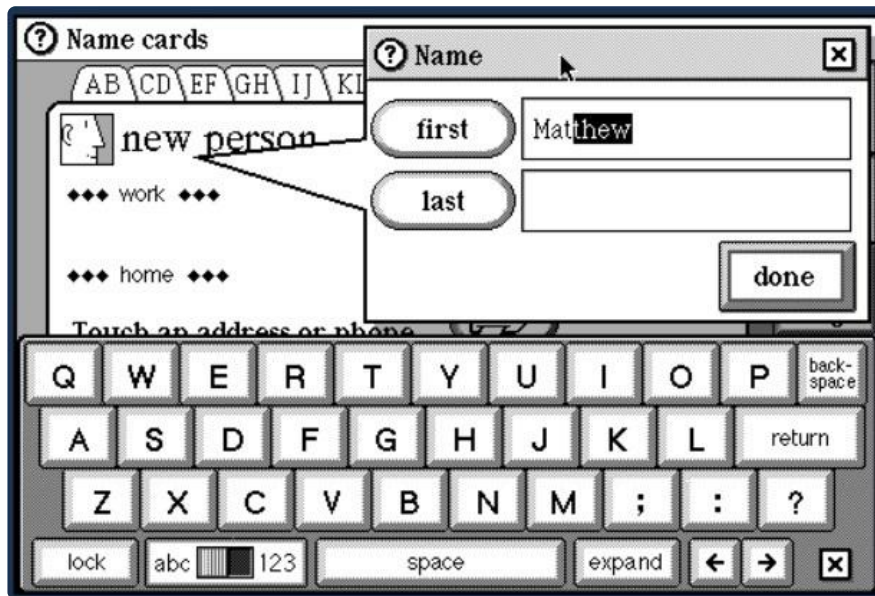 ? Name cards
? Name
AB CD EF GH IJ KL
new person
first
Matthew
work
last
home
done
Touch an address or phone
Q W E R T Y U I O P back-
space
A S D F G H J K L return
Z X C V B N M ; : ?
lock abc 123 space expand ← →